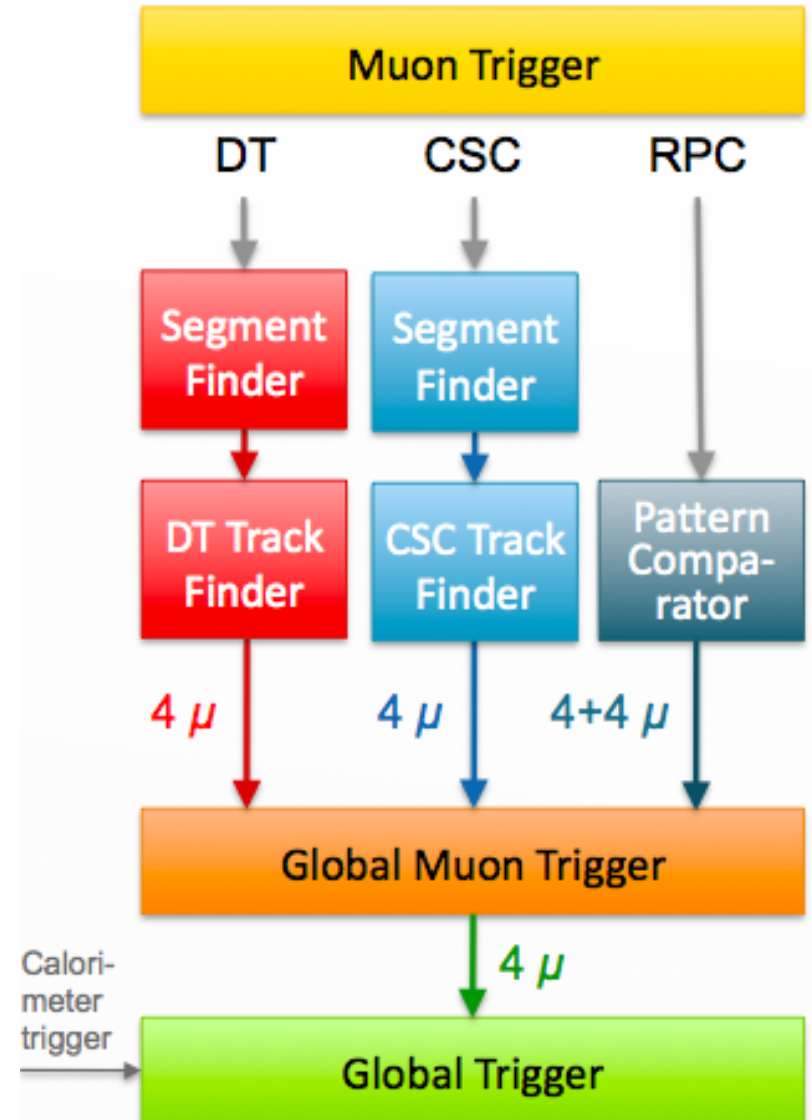 Muon Trigger
DT
CSC
RPC
Segment
Finder
Segment
Finder
DT Track
Finder
CSC Track
Finder
Pattern
Compa-
rator
4 μ
4 μ
4+4 μ
Global Muon Trigger
4 μ
Calori-
meter
trigger
Global Trigger